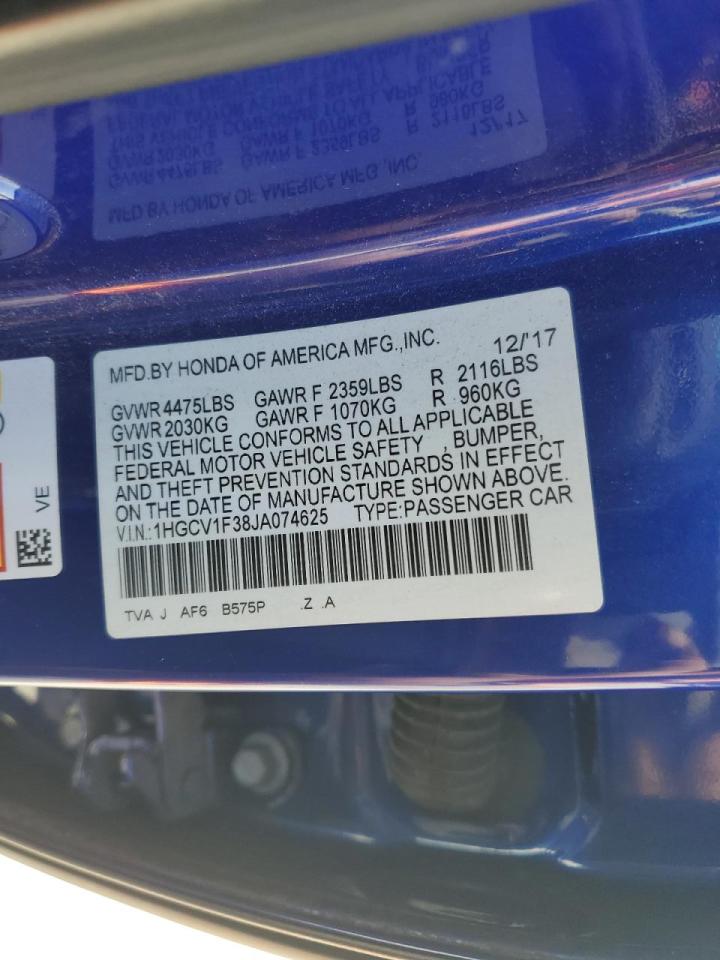 MFD.BY HONDA OF AMERICA MFG.,INC. 12/'17
GVWR 4475LBS GAWR F 2359LBS R 2116LBS
GVWR 2030KG GAWR F 1070KG R 960KG
THIS VEHICLE CONFORMS TO ALL APPLICABLE
FEDERAL MOTOR VEHICLE SAFETY , BUMPER,
AND THEFT PREVENTION STANDARDS IN EFFECT
ON THE DATE OF MANUFACTURE SHOWN ABOVE.
V.I.N.:1HGCV1F38JA074625 TYPE:PASSENGER CAR
TVA J AF6 B575P .Z .A
VE